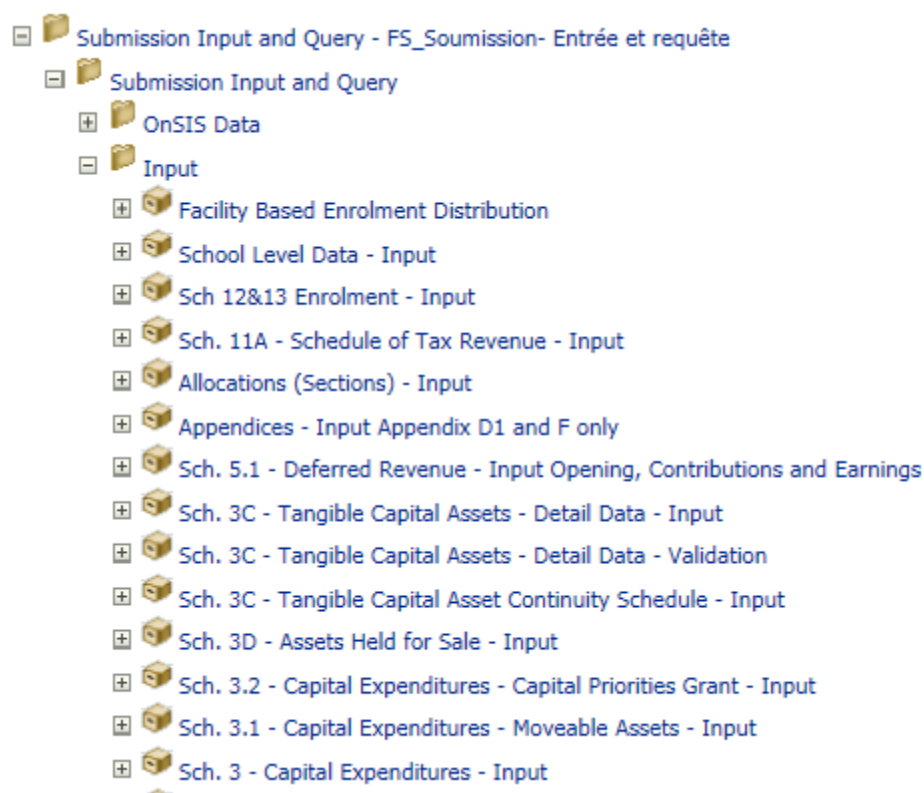 Submission Input and Query - FS_Soumission- Entrée et requête
Submission Input and Query
OnSIS Data
Input
Facility Based Enrolment Distribution
School Level Data - Input
Sch 12&13 Enrolment - Input
Sch. 11A - Schedule of Tax Revenue - Input
Allocations (Sections) - Input
Appendices - Input Appendix D1 and F only
Sch. 5.1 - Deferred Revenue - Input Opening, Contributions and Earnings
Sch. 3C - Tangible Capital Assets - Detail Data - Input
Sch. 3C - Tangible Capital Assets - Detail Data - Validation
Sch. 3C - Tangible Capital Asset Continuity Schedule - Input
Sch. 3D - Assets Held for Sale - Input
Sch. 3.2 - Capital Expenditures - Capital Priorities Grant - Input
Sch. 3.1 - Capital Expenditures - Moveable Assets - Input
Sch. 3 - Capital Expenditures - Input